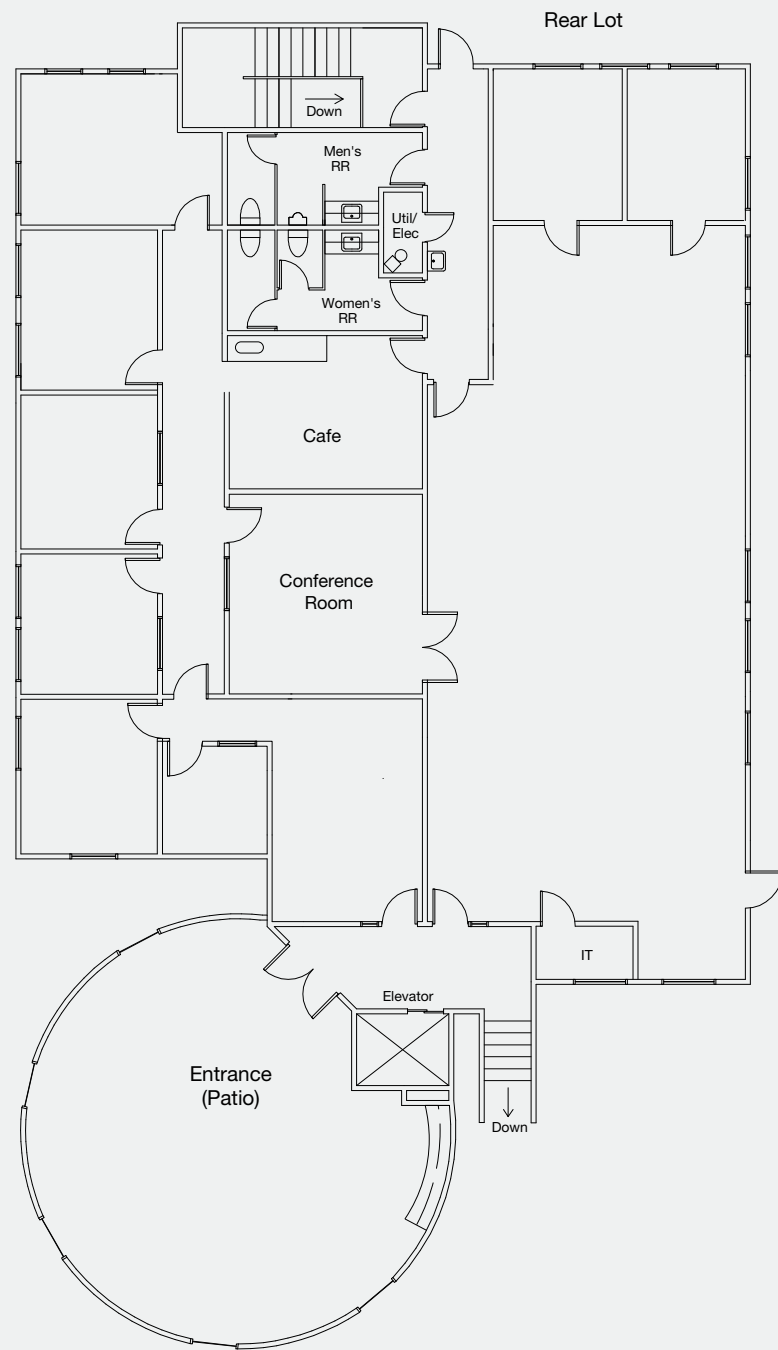 Rear Lot
Down
Men's
RR
Util/
Elec
Women's
RR
Cafe
Conference
Room
IT
Elevator
Entrance
(Patio)
Down